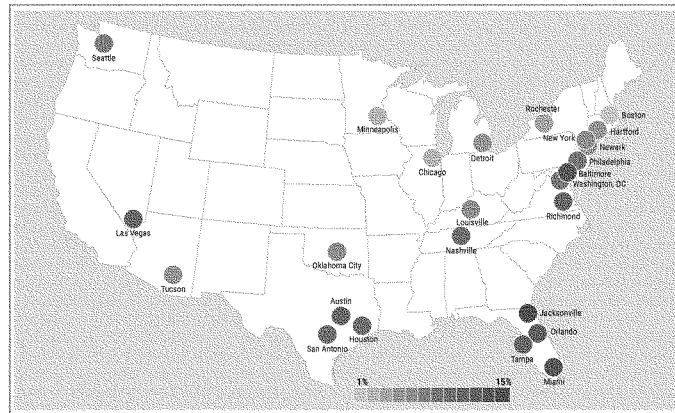 Seattle
Minneapolis
Rochester
Boston
Hartford
New York
Newark
Detroit
Chicago
Philadelphia
Baltimore
Washington, DC
Richmond
Louisville
Nashville
Las Vegas
Oklahoma City
Tucson
Austin
Houston
San Antonio
Jacksonville
Orlando
Tampa
Miami
1% 15%